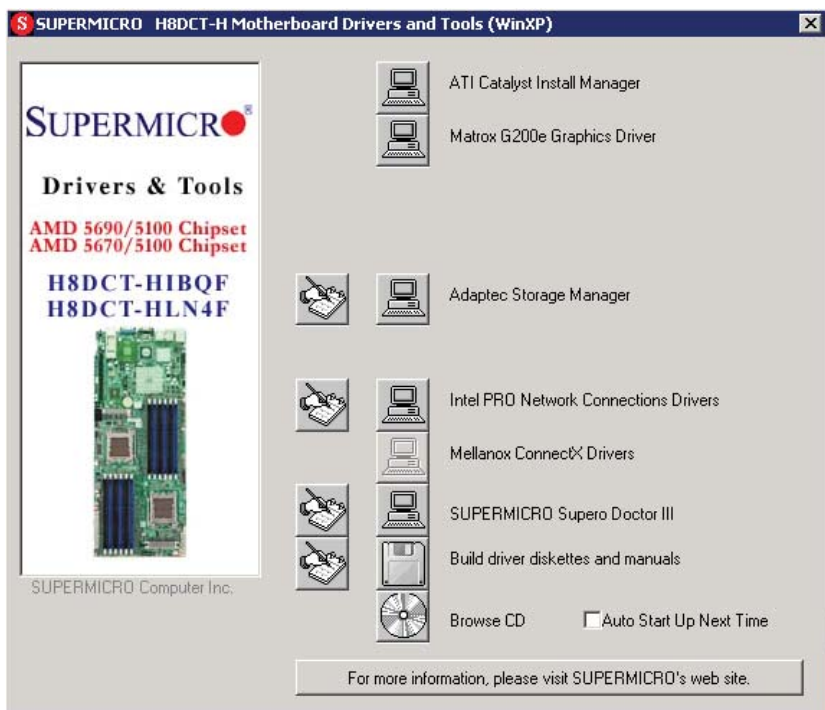 S SUPERMICRO H8DCT-H Motherboard Drivers and Tools (WinXP)
SUPERMICRO®
Drivers & Tools
AMD 5690/5100 Chipset
AMD 5670/5100 Chipset
H8DCT-HIBQF
H8DCT-HLN4F
SUPERMICRO Computer Inc.
ATI Catalyst Install Manager
Matrox G200e Graphics Driver
Adaptec Storage Manager
Intel PRO Network Connections Drivers
Mellanox ConnectX Drivers
SUPERMICRO Supero Doctor III
Build driver diskettes and manuals
Browse CD
Auto Start Up Next Time
For more information, please visit SUPERMICRO's web site.